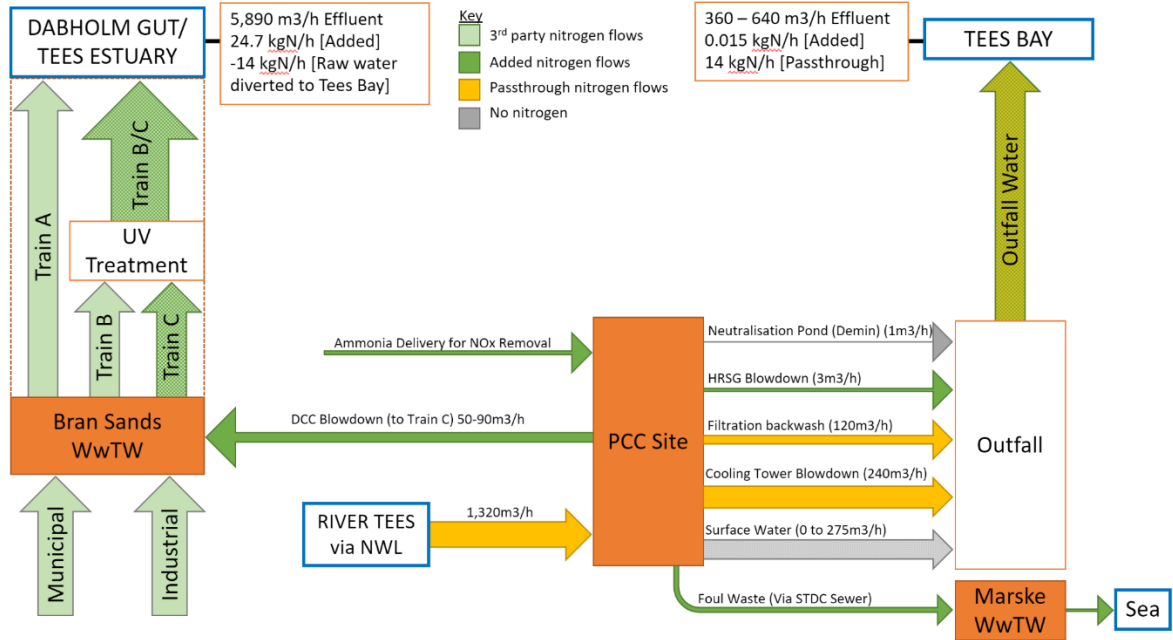 DABHOLM GUT/
TEES ESTUARY
5,890 m3/h Effluent
24.7 kgN/h [Added]
-14 kgN/h [Raw water
diverted to Tees Bay]
Key
3rd party nitrogen flows
Added nitrogen flows
Passthrough nitrogen flows
No nitrogen
360 – 640 m3/h Effluent
0.015 kgN/h [Added]
14 kgN/h [Passthrough]
TEES BAY
Train A
Train B/C
UV
Treatment
Train B
Train C
Outfall Water
Bran Sands
WwTW
Municipal
Industrial
Ammonia Delivery for NOx Removal
DCC Blowdown (to Train C) 50-90m3/h
RIVER TEES
via NWL
1,320m3/h
PCC Site
Neutralisation Pond (Demin) (1m3/h)
HRSG Blowdown (3m3/h)
Filtration backwash (120m3/h)
Cooling Tower Blowdown (240m3/h)
Surface Water (0 to 275m3/h)
Outfall
Foul Waste (Via STDC Sewer)
Marske
WwTW
Sea